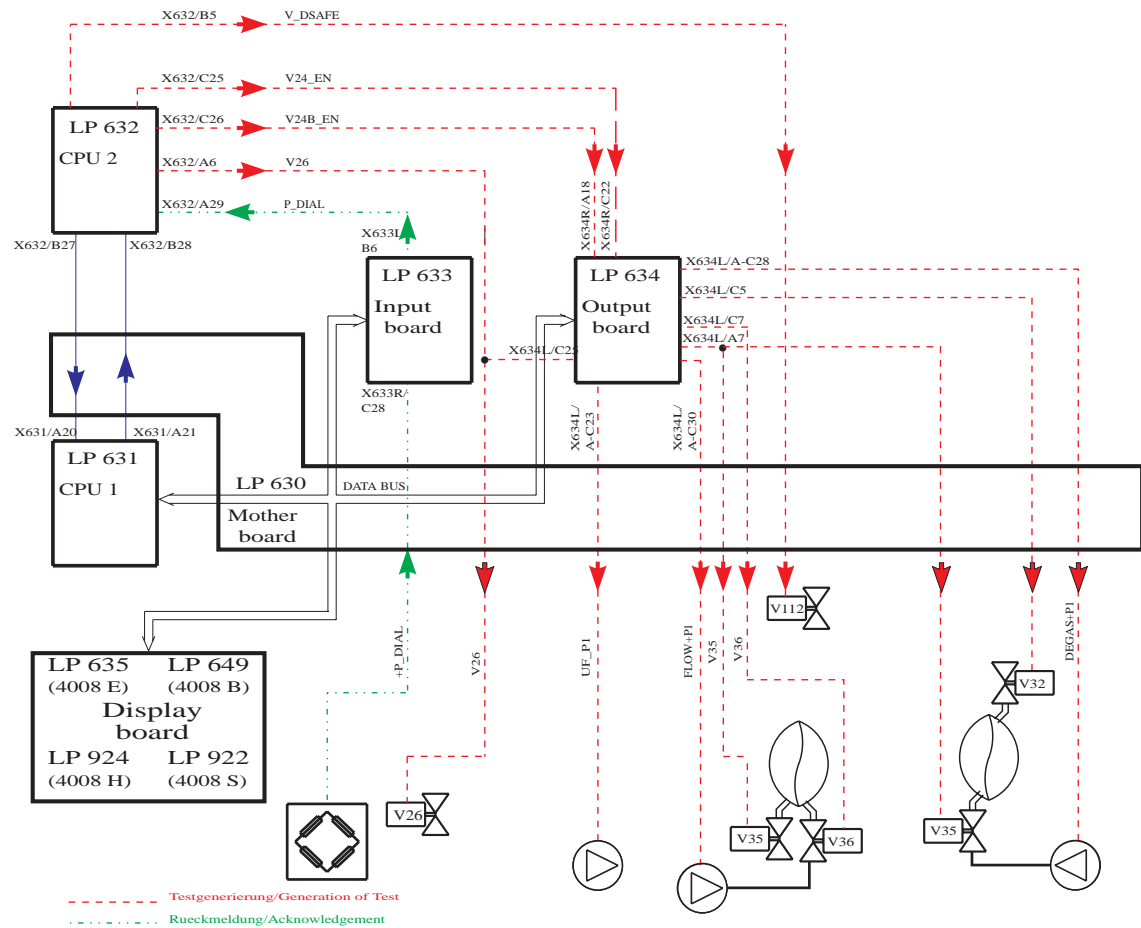 X632/B5
V_DSAFE
X632/C25
V24_EN
LP 632
CPU 2
X632/C26
V24B_EN
X632/A6
V26
X632/A29
P_DIAL
X634R/A18
X634R/C22
X632/B27
X632/B28
X633L/
B6
LP 633
Input
board
LP 634
Output
board
X634L/A-C28
X634L/C5
X634L/C7
X634L/A7
X634L/C25
X633R/
C28
X634L/
A-C23
X634L/
A-C30
X631/A20
X631/A21
LP 631
CPU 1
LP 630
DATA BUS
Mother
board
V112
+P_DIAL
V26
UF_P1
FLOW+P1
V35
V36
DEGAS+P1
LP 635
LP 649
(4008 E)
(4008 B)
Display
board
LP 924
LP 922
(4008 H)
(4008 S)
V32
V26
V35
V36
V35
Testgenerierung/Generation of Test
Rueckmeldung/Acknowledgement